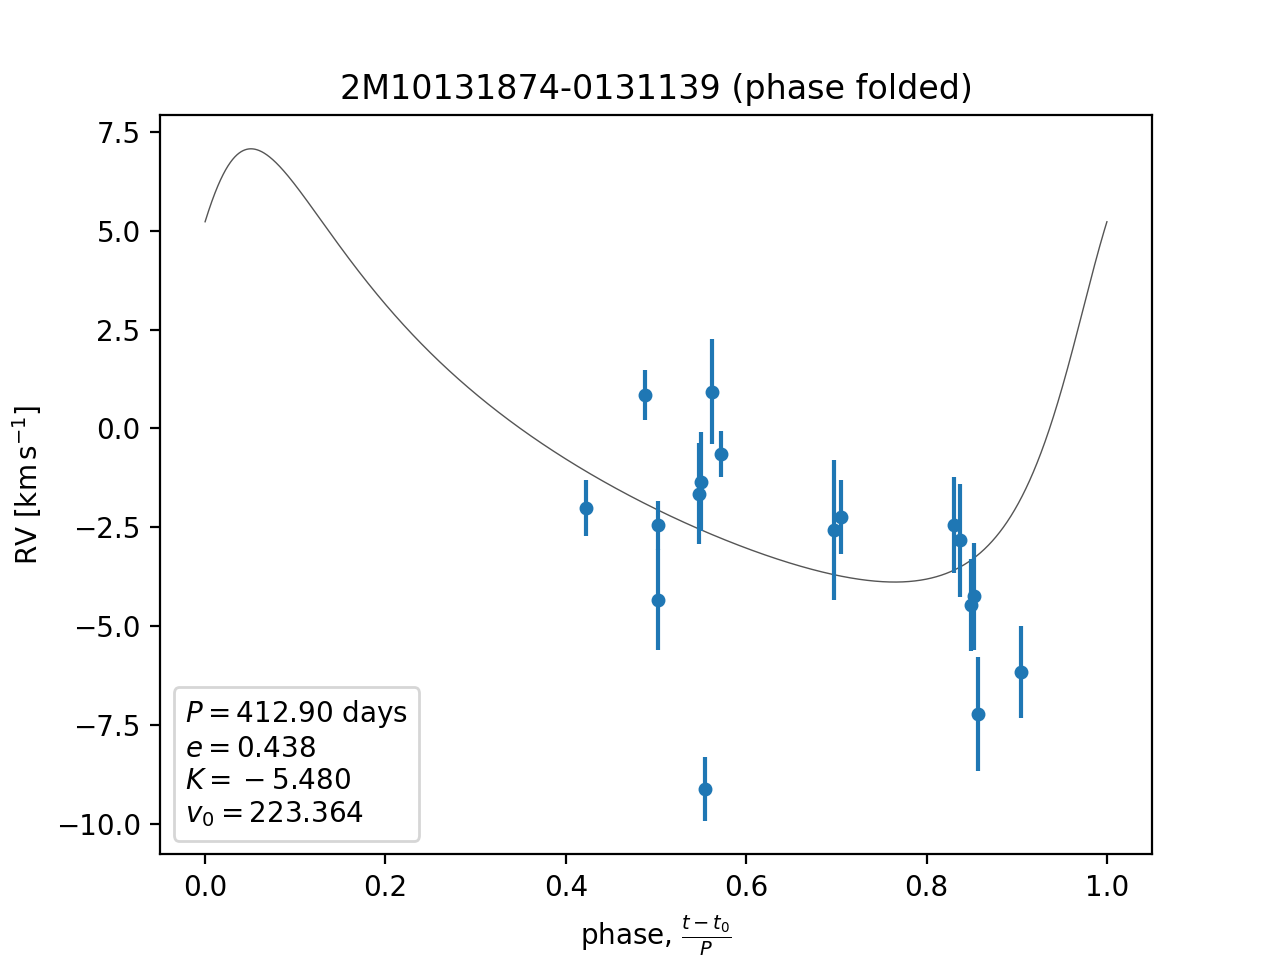 2M10131874-0131139 (phase folded)
RV [km s⁻¹]
7.5
5.0
2.5
0.0
−2.5
−5.0
−7.5
−10.0
P = 412.90 days
e = 0.438
K = −5.480
v₀ = 223.364
0.0 0.2 0.4 0.6 0.8 1.0
phase, (t − t₀)/P